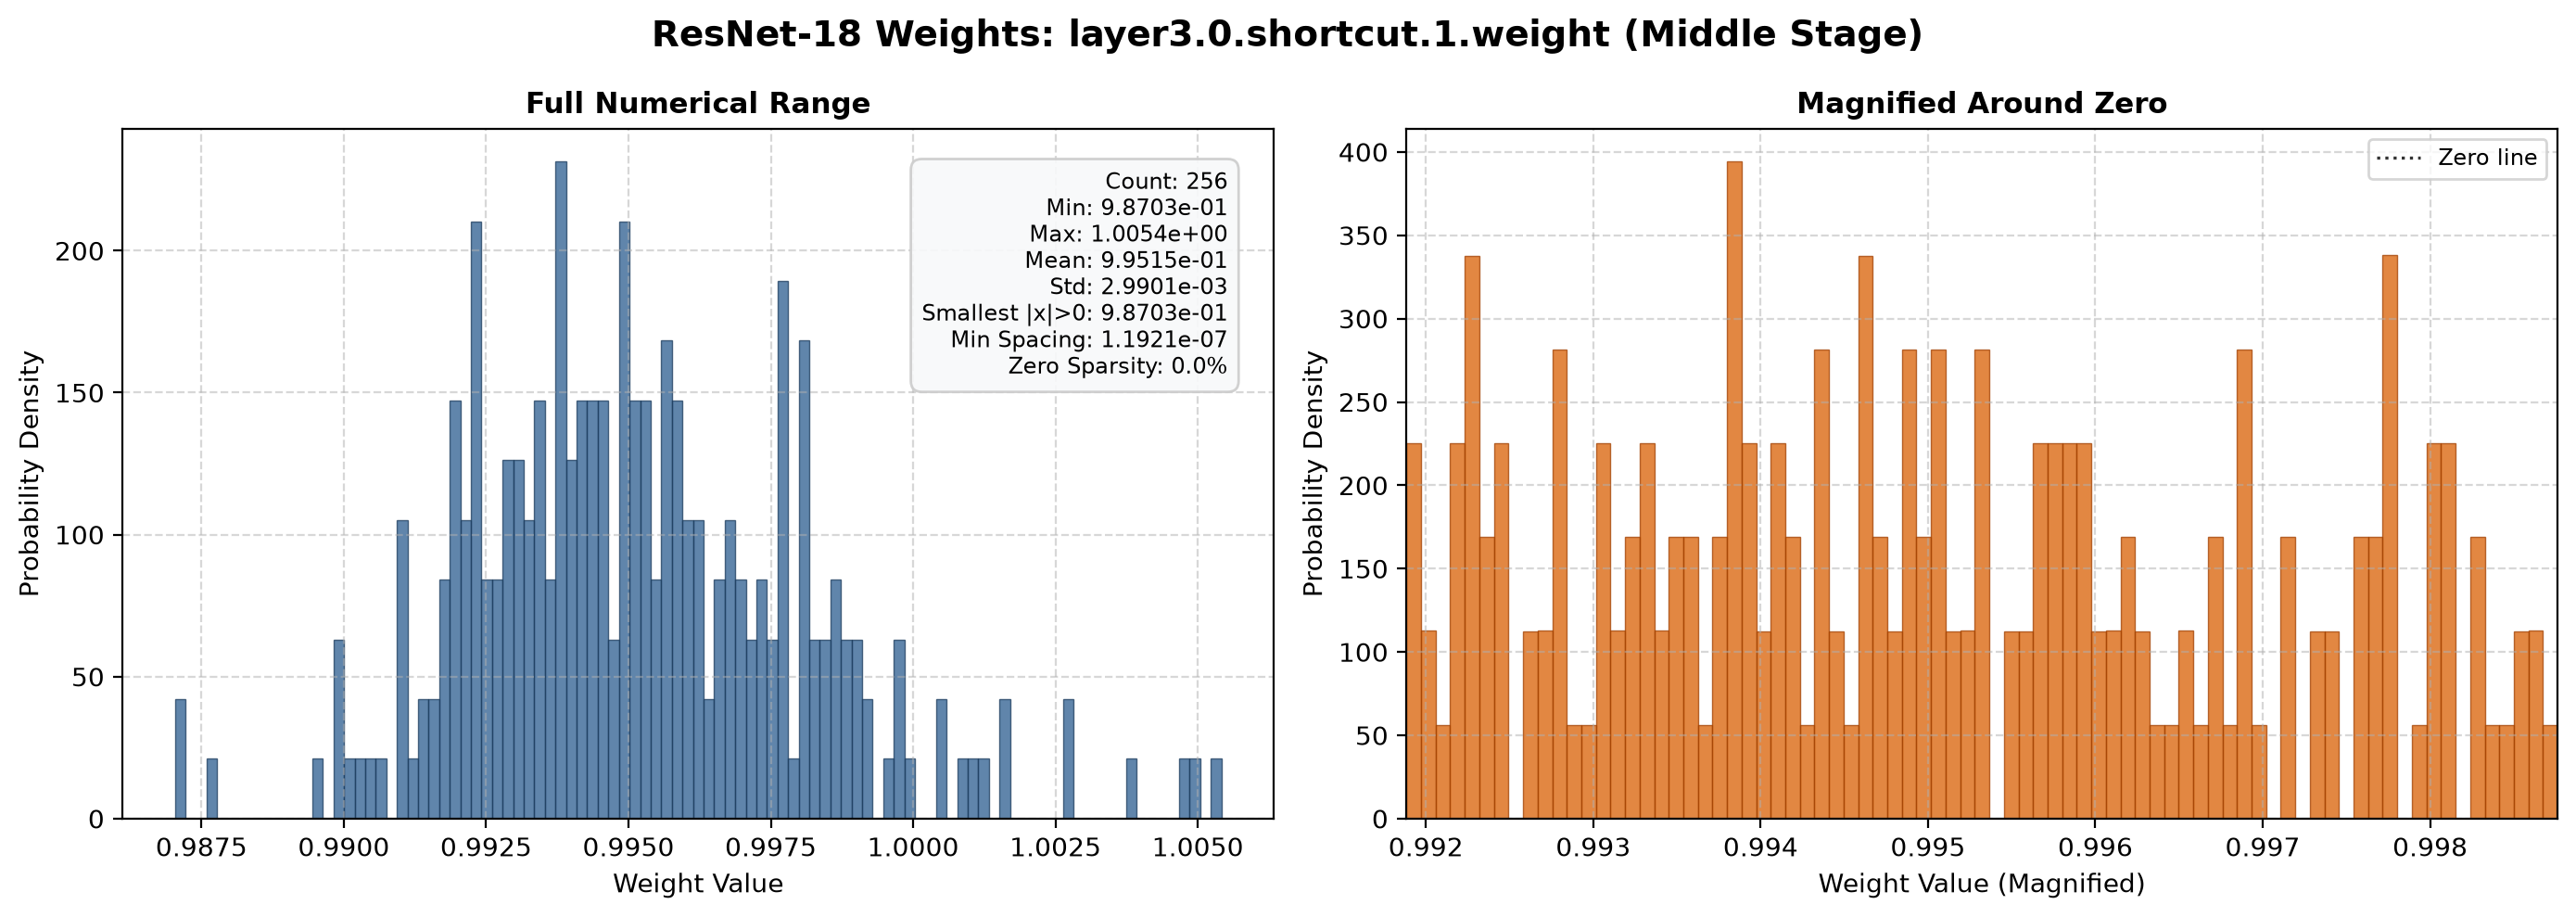 ResNet-18 Weights: layer3.0.shortcut.1.weight (Middle Stage)
Full Numerical Range
Probability Density
200
150
100
50
0
Count: 256
Min: 9.8703e-01
Max: 1.0054e+00
Mean: 9.9515e-01
Std: 2.9901e-03
Smallest |x|>0: 9.8703e-01
Min Spacing: 1.1921e-07
Zero Sparsity: 0.0%
0.9875 0.9900 0.9925 0.9950 0.9975 1.0000 1.0025 1.0050
Weight Value
Magnified Around Zero
Probability Density
400
350
300
250
200
150
100
50
0
Zero line
0.992 0.993 0.994 0.995 0.996 0.997 0.998
Weight Value (Magnified)